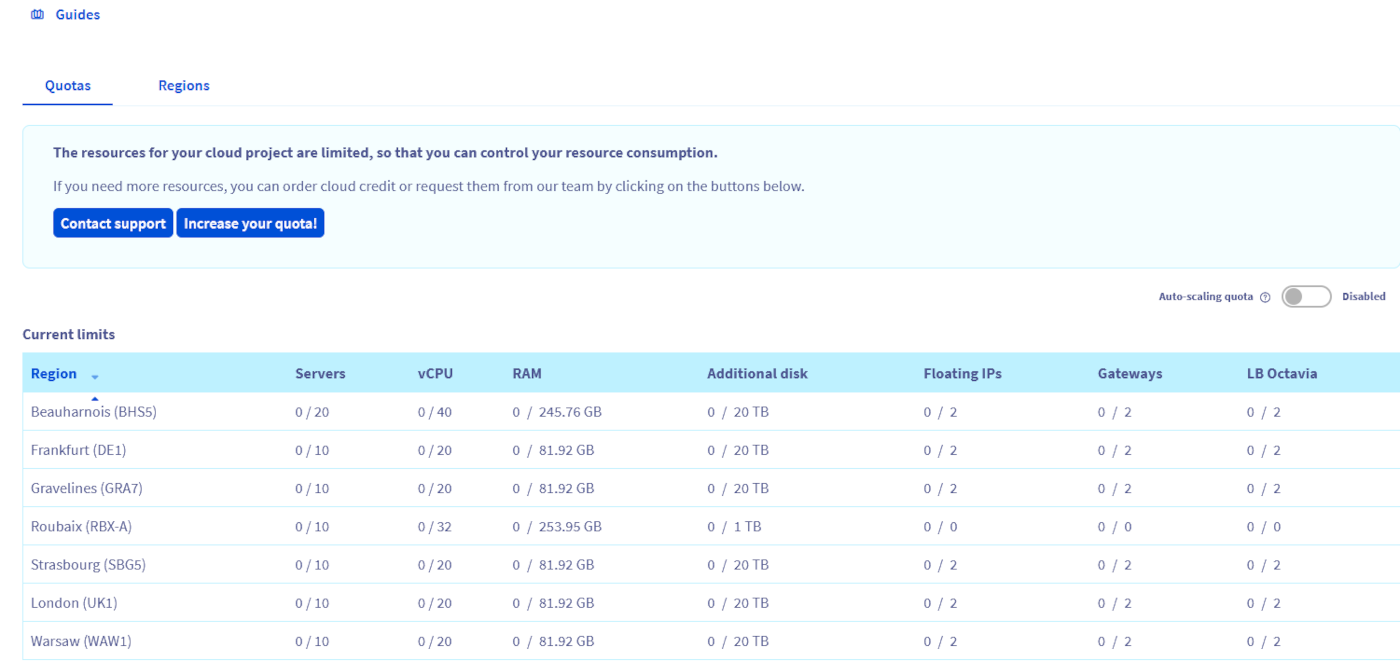 Guides
Quotas Regions
The resources for your cloud project are limited, so that you can control your resource consumption.
If you need more resources, you can order cloud credit or request them from our team by clicking on the buttons below.
Contact support Increase your quota!
Auto-scaling quota Disabled
Current limits
Region Servers vCPU RAM Additional disk Floating IPs Gateways LB Octavia
Beauharnois (BHS5) 0 / 20 0 / 40 0 / 245.76 GB 0 / 20 TB 0 / 2 0 / 2 0 / 2
Frankfurt (DE1) 0 / 10 0 / 20 0 / 81.92 GB 0 / 20 TB 0 / 2 0 / 2 0 / 2
Gravelines (GRA7) 0 / 10 0 / 20 0 / 81.92 GB 0 / 20 TB 0 / 2 0 / 2 0 / 2
Roubaix (RBX-A) 0 / 10 0 / 32 0 / 253.95 GB 0 / 1 TB 0 / 0 0 / 0 0 / 0
Strasbourg (SBG5) 0 / 10 0 / 20 0 / 81.92 GB 0 / 20 TB 0 / 2 0 / 2 0 / 2
London (UK1) 0 / 10 0 / 20 0 / 81.92 GB 0 / 20 TB 0 / 2 0 / 2 0 / 2
Warsaw (WAW1) 0 / 10 0 / 20 0 / 81.92 GB 0 / 20 TB 0 / 2 0 / 2 0 / 2